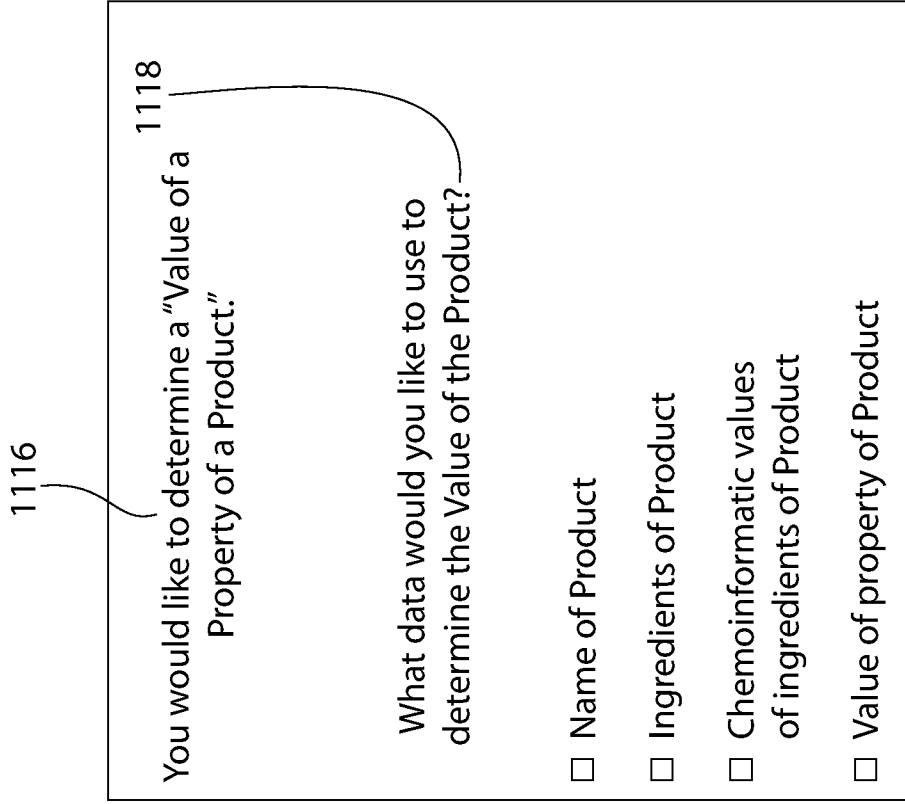 1116
You would like to determine a “Value of a
Property of a Product.”
1118
What data would you like to use to
determine the Value of the Product?
☐ Name of Product
☐ Ingredients of Product
☐ Chemoinformatic values
of ingredients of Product
☐ Value of property of Product